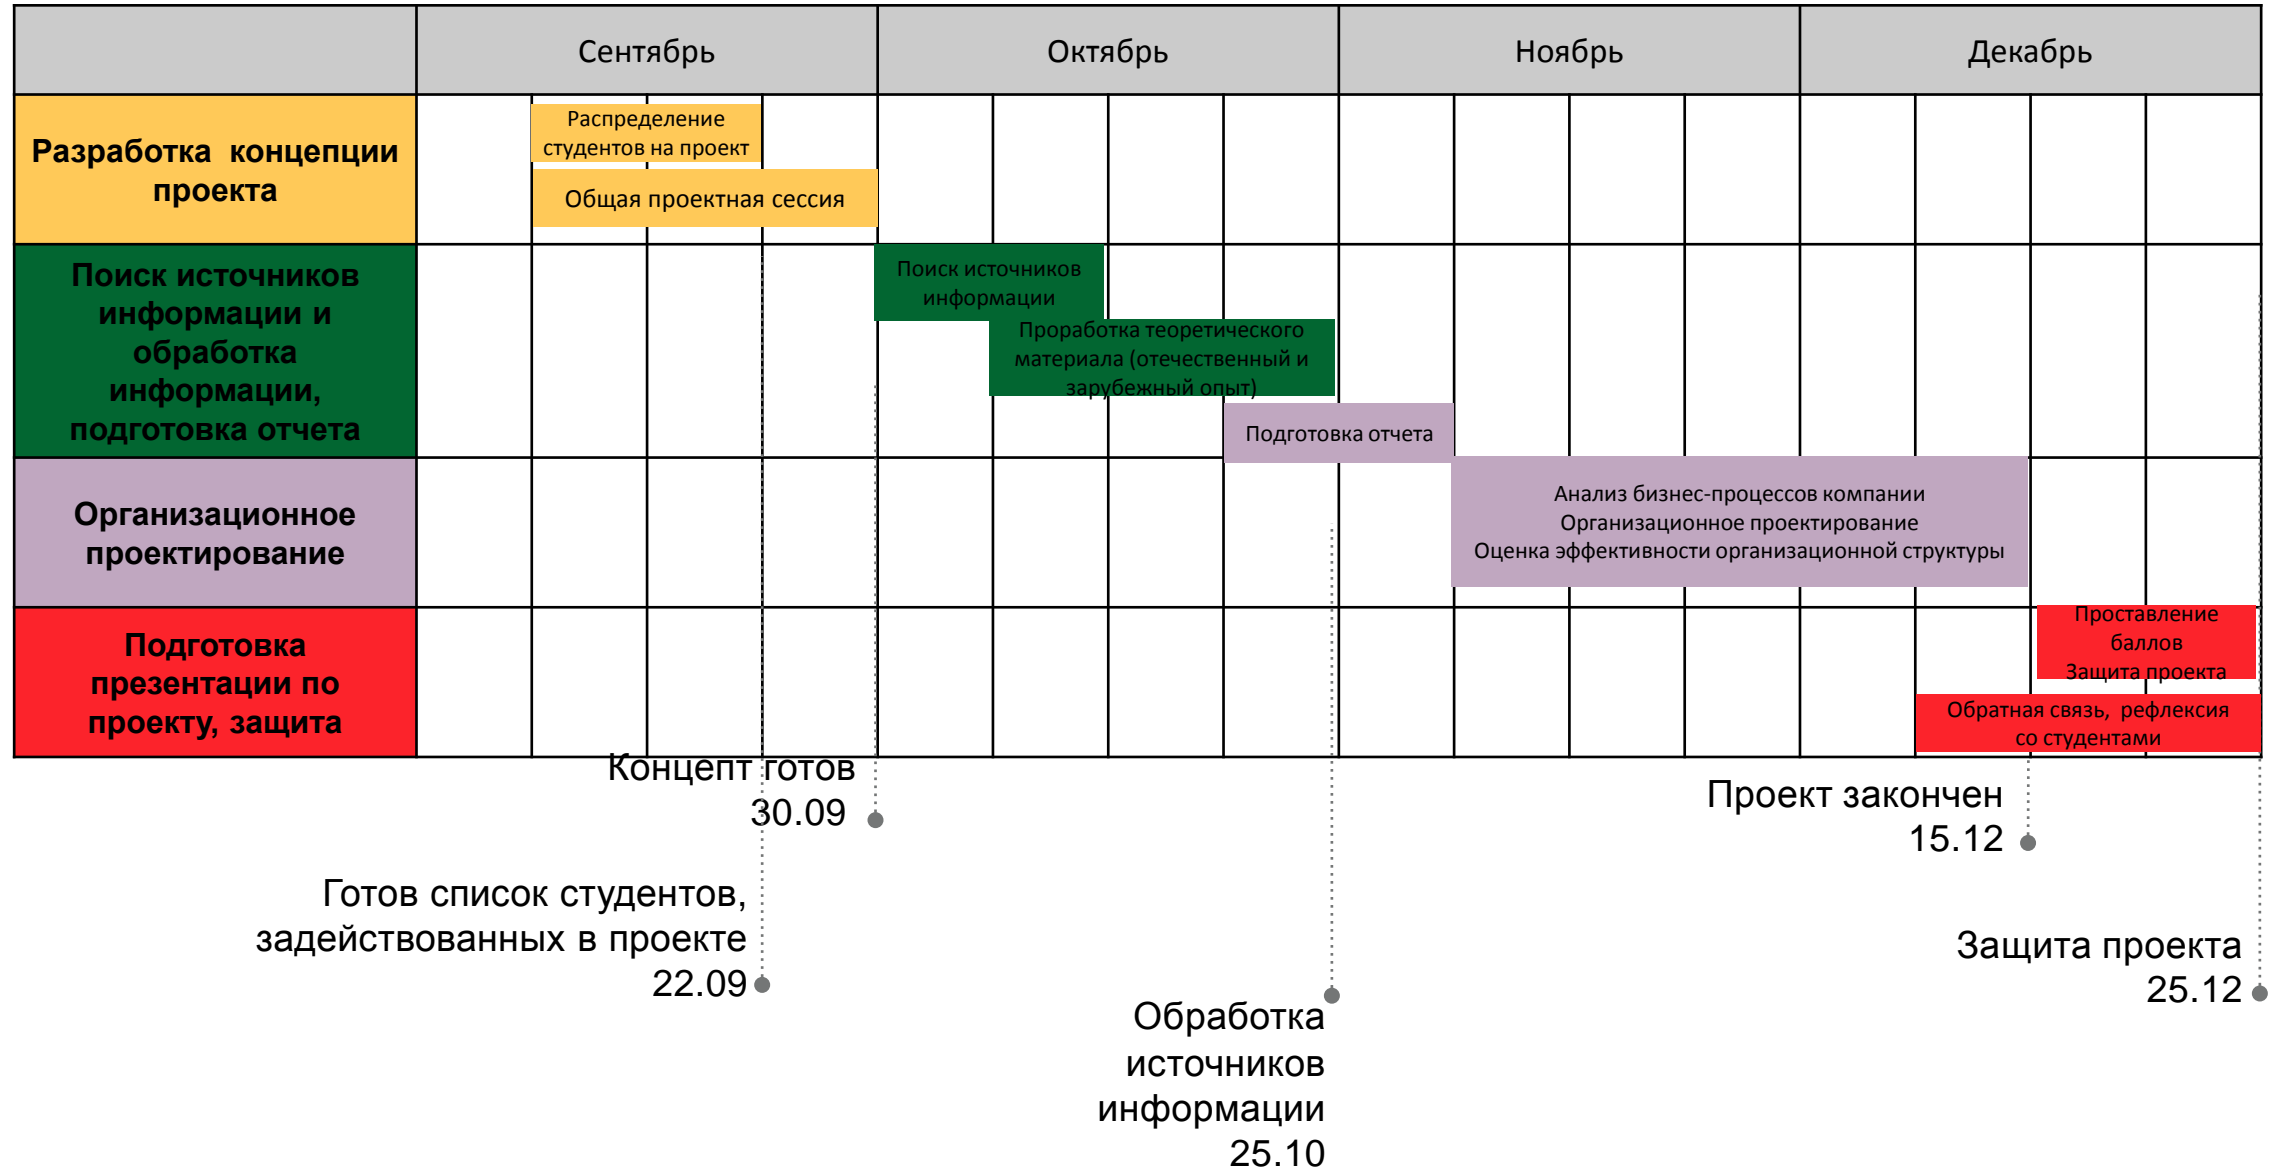 Сентябрь
Октябрь
Ноябрь
Декабрь
Разработка концепции
проекта
Распределение
студентов на проект
Общая проектная сессия
Поиск источников
информации и
обработка
информации,
подготовка отчета
Поиск источников
информации
Проработка теоретического
материала (отечественный и
зарубежный опыт)
Подготовка отчета
Организационное
проектирование
Анализ бизнес-процессов компании
Организационное проектирование
Оценка эффективности организационной структуры
Подготовка
презентации по
проекту, защита
Проставление
баллов
Защита проекта
Обратная связь, рефлексия
со студентами
Концепт готов
30.09
Проект закончен
15.12
Готов список студентов,
задействованных в проекте
22.09
Защита проекта
25.12
Обработка
источников
информации
25.10